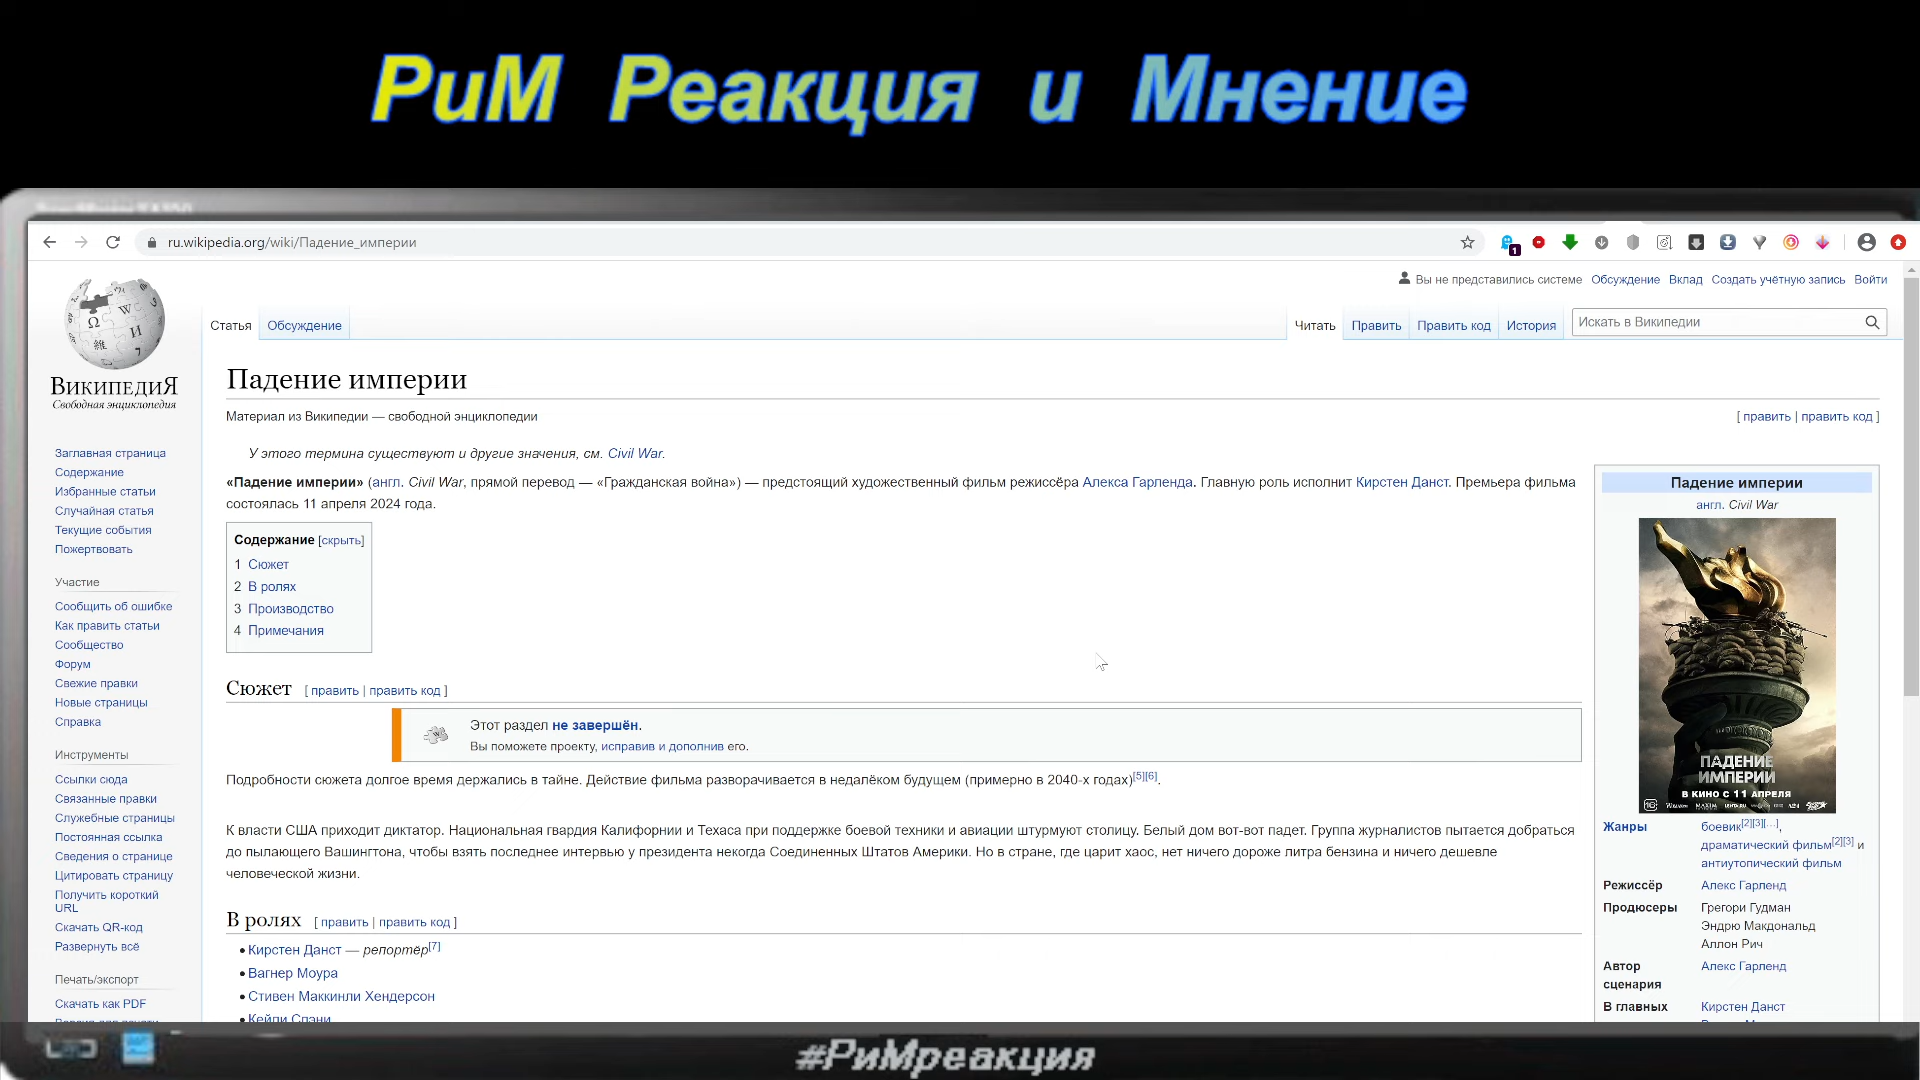 РиМ Реакция и Мнение
ru.wikipedia.org/wiki/Падение_империи
1
Вы не представились системе Обсуждение Вклад Создать учётную запись Войти
Статья Обсуждение Читать Править Править код История Искать в Википедии
ВикипедиЯ
Свободная энциклопедия
Заглавная страница
Содержание
Избранные статьи
Случайная статья
Текущие события
Пожертвовать
Участие
Сообщить об ошибке
Как править статьи
Сообщество
Форум
Свежие правки
Новые страницы
Справка
Инструменты
Ссылки сюда
Связанные правки
Служебные страницы
Постоянная ссылка
Сведения о странице
Цитировать страницу
Получить короткий
URL
Скачать QR-код
Развернуть всё
Печать/экспорт
Скачать как PDF
Падение империи
Материал из Википедии — свободной энциклопедии
[ править | править код ]
У этого термина существуют и другие значения, см. Civil War.
«Падение империи» (англ. Civil War, прямой перевод — «Гражданская война») — предстоящий художественный фильм режиссёра Алекса Гарленда. Главную роль исполнит Кирстен Данст. Премьера фильма
состоялась 11 апреля 2024 года.
Содержание [скрыть]
1 Сюжет
2 В ролях
3 Производство
4 Примечания
Сюжет [ править | править код ]
Этот раздел не завершён.
Вы поможете проекту, исправив и дополнив его.
Подробности сюжета долгое время держались в тайне. Действие фильма разворачивается в недалёком будущем (примерно в 2040-х годах)[5][6].
К власти США приходит диктатор. Национальная гвардия Калифорнии и Техаса при поддержке боевой техники и авиации штурмуют столицу. Белый дом вот-вот падет. Группа журналистов пытается добраться
до пылающего Вашингтона, чтобы взять последнее интервью у президента некогда Соединенных Штатов Америки. Но в стране, где царит хаос, нет ничего дороже литра бензина и ничего дешевле
человеческой жизни.
В ролях [ править | править код ]
Кирстен Данст — репортёр[7]
Вагнер Моура
Стивен Маккинли Хендерсон
Кейли Спэни
Падение империи
англ. Civil War
ПАДЕНИЕ
ИМПЕРИИ
В КИНО С 11 АПРЕЛЯ
Жанры боевик[2][3][…],
драматический фильм[2][3] и
антиутопический фильм
Режиссёр Алекс Гарленд
Продюсеры Грегори Гудман
Эндрю Макдональд
Аллон Рич
Автор Алекс Гарленд
сценария
В главных Кирстен Данст
#РиМреакция